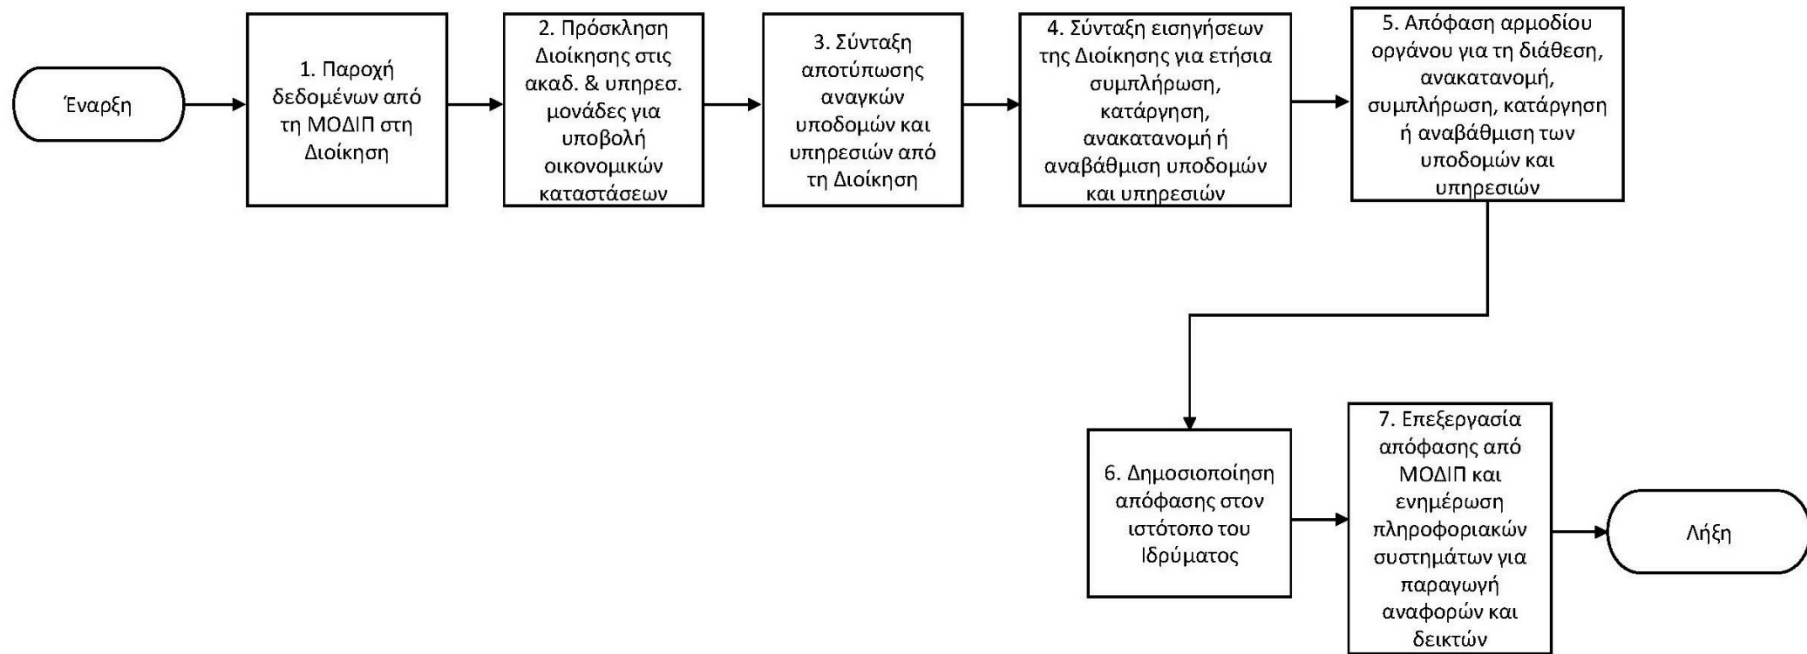 Έναρξη
1. Παροχή
δεδομένων από
τη ΜΟΔΙΠ στη
Διοίκηση
2. Πρόσκληση
Διοίκησης στις
ακαδ. & υπηρεσ.
μονάδες για
υποβολή
οικονομικών
καταστάσεων
3. Σύνταξη
αποτύπωσης
αναγκών
υποδομών και
υπηρεσιών από
τη Διοίκηση
4. Σύνταξη εισηγήσεων
της Διοίκησης για ετήσια
συμπλήρωση,
κατάργηση,
ανακατανομή ή
αναβάθμιση υποδομών
και υπηρεσιών
5. Απόφαση αρμοδίου
οργάνου για τη διάθεση,
ανακατανομή,
συμπλήρωση, κατάργηση
ή αναβάθμιση των
υποδομών και
υπηρεσιών
6. Δημοσιοποίηση
απόφασης στον
ιστότοπο του
Ιδρύματος
7. Επεξεργασία
απόφασης από
ΜΟΔΙΠ και
ενημέρωση
πληροφοριακών
συστημάτων για
παραγωγή
αναφορών και
δεικτών
Λήξη